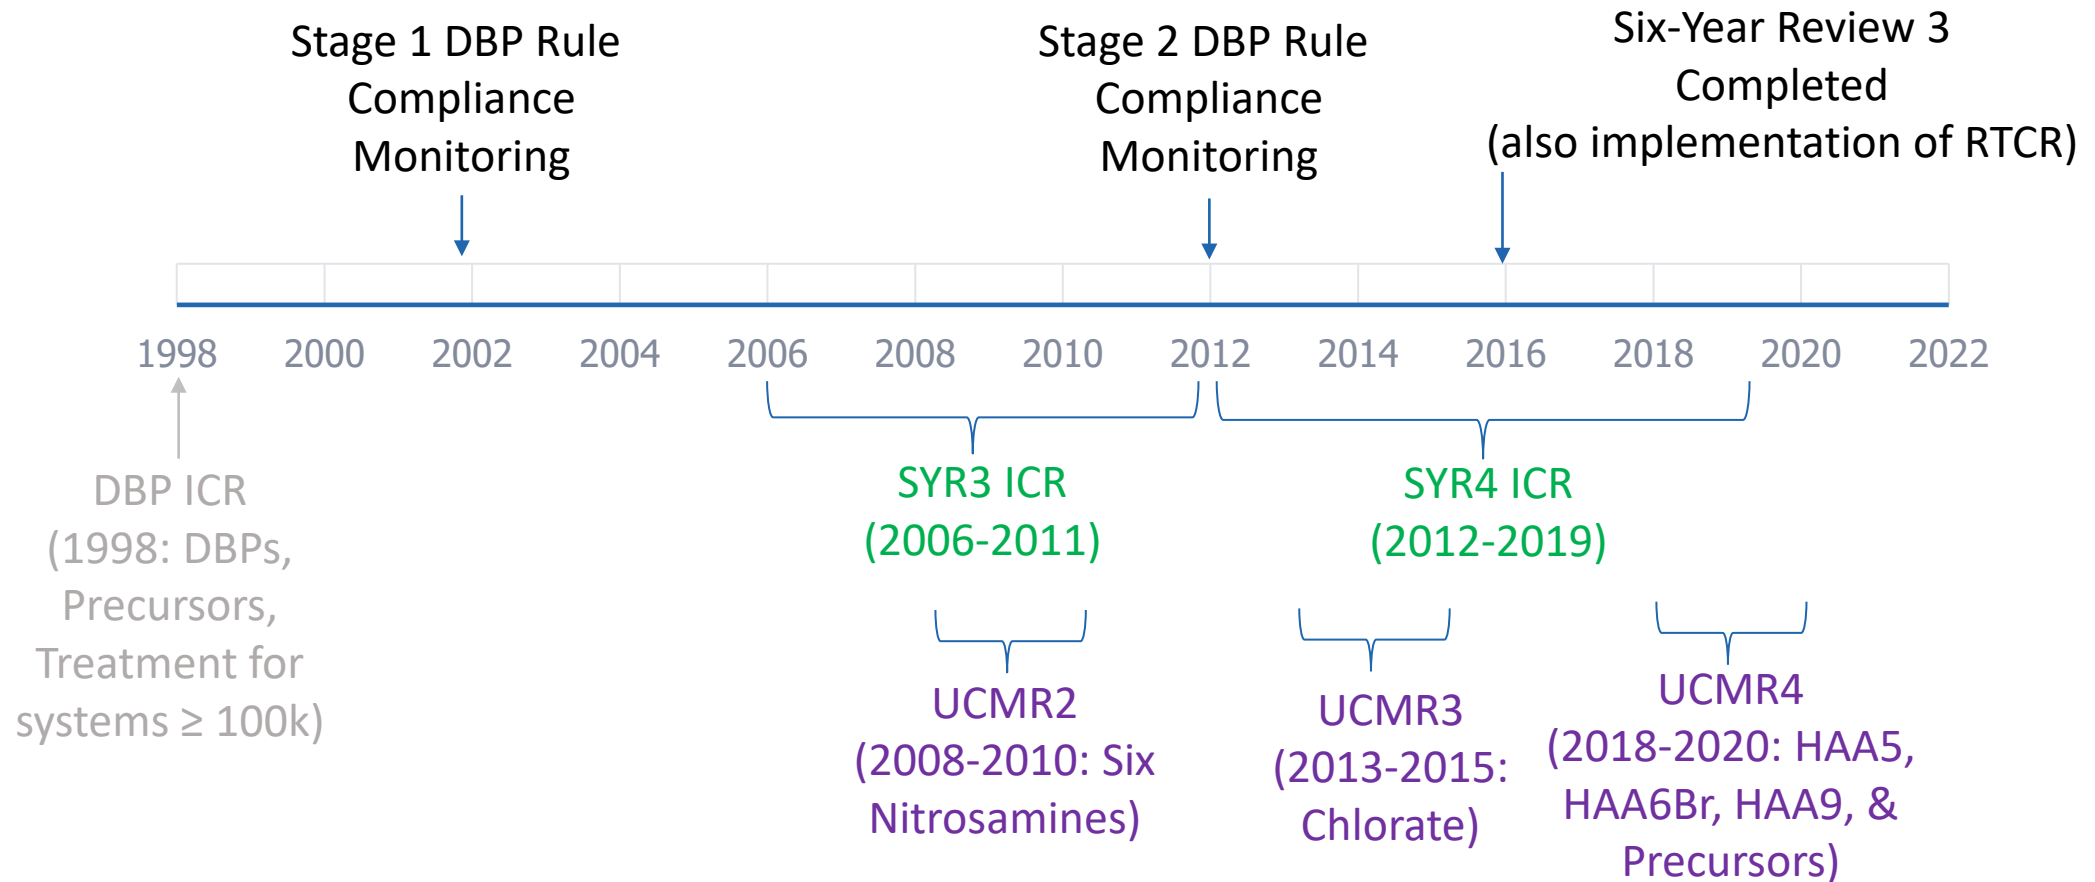 Stage 1 DBP Rule
Compliance
Monitoring
Stage 2 DBP Rule
Compliance
Monitoring
Six-Year Review 3
Completed
(also implementation of RTCR)
1998 2000 2002 2004 2006 2008 2010 2012 2014 2016 2018 2020 2022
DBP ICR
(1998: DBPs,
Precursors,
Treatment for
systems ≥ 100k)
SYR3 ICR
(2006-2011)
SYR4 ICR
(2012-2019)
UCMR2
(2008-2010: Six
Nitrosamines)
UCMR3
(2013-2015:
Chlorate)
UCMR4
(2018-2020: HAA5,
HAA6Br, HAA9, &
Precursors)